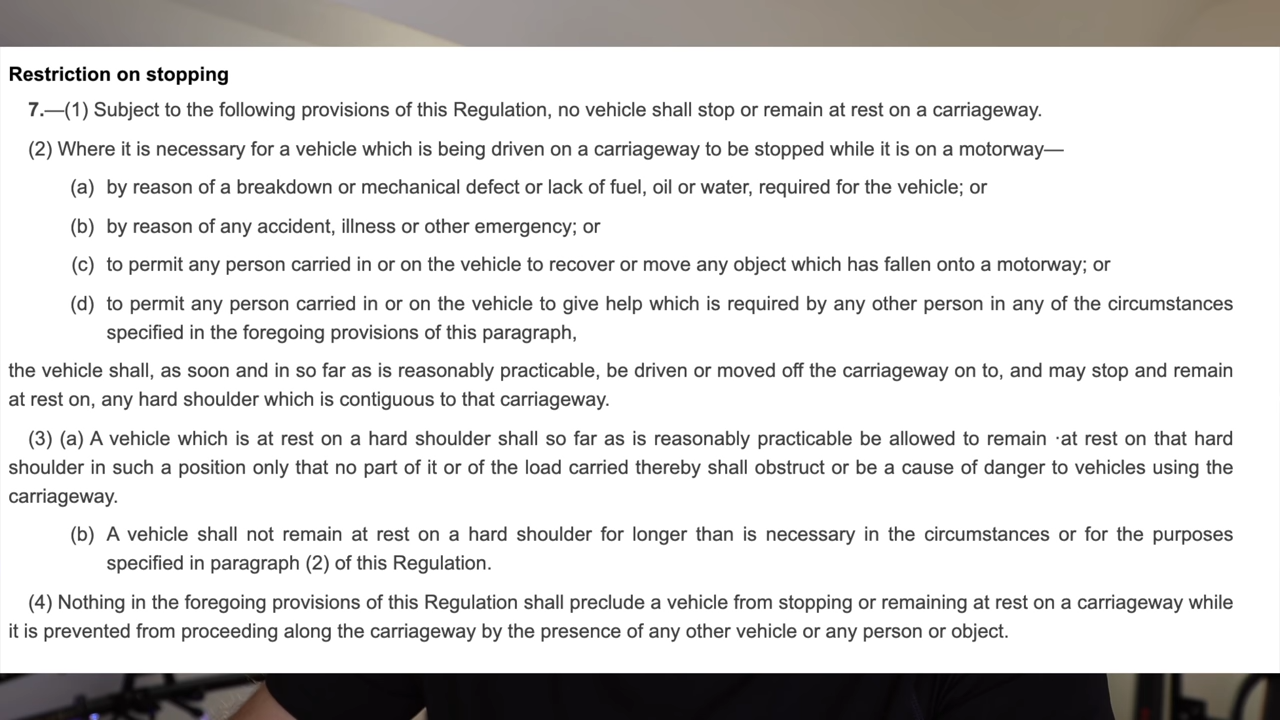 Restriction on stopping
7.—(1) Subject to the following provisions of this Regulation, no vehicle shall stop or remain at rest on a carriageway.
(2) Where it is necessary for a vehicle which is being driven on a carriageway to be stopped while it is on a motorway—
(a) by reason of a breakdown or mechanical defect or lack of fuel, oil or water, required for the vehicle; or
(b) by reason of any accident, illness or other emergency; or
(c) to permit any person carried in or on the vehicle to recover or move any object which has fallen onto a motorway; or
(d) to permit any person carried in or on the vehicle to give help which is required by any other person in any of the circumstances
specified in the foregoing provisions of this paragraph,
the vehicle shall, as soon and in so far as is reasonably practicable, be driven or moved off the carriageway on to, and may stop and remain
at rest on, any hard shoulder which is contiguous to that carriageway.
(3) (a) A vehicle which is at rest on a hard shoulder shall so far as is reasonably practicable be allowed to remain ·at rest on that hard
shoulder in such a position only that no part of it or of the load carried thereby shall obstruct or be a cause of danger to vehicles using the
carriageway.
(b) A vehicle shall not remain at rest on a hard shoulder for longer than is necessary in the circumstances or for the purposes
specified in paragraph (2) of this Regulation.
(4) Nothing in the foregoing provisions of this Regulation shall preclude a vehicle from stopping or remaining at rest on a carriageway while
it is prevented from proceeding along the carriageway by the presence of any other vehicle or any person or object.